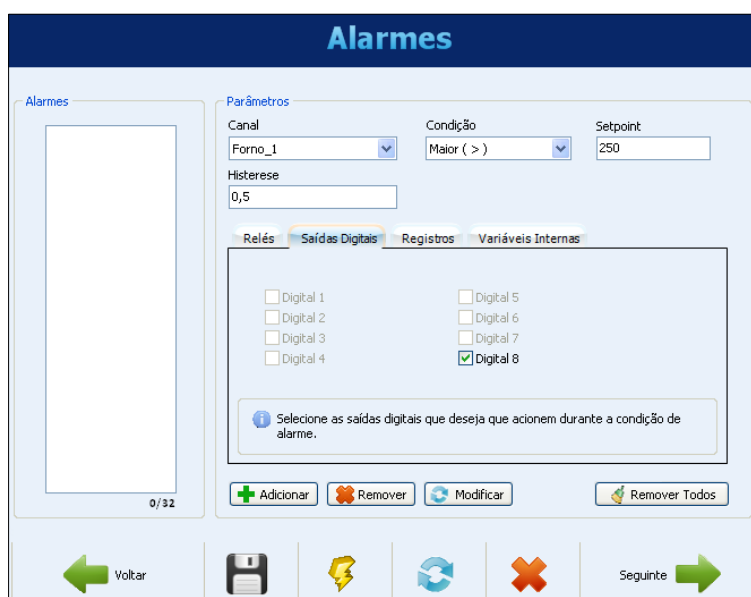 Alarmes
Alarmes
Parâmetros
Canal
Condição
Setpoint
Forno_1
Maior ( > )
250
Histerese
0,5
Relés
Saídas Digitais
Registros
Variáveis Internas
Digital 1
Digital 5
Digital 2
Digital 6
Digital 3
Digital 7
Digital 4
Digital 8
Selecione as saídas digitais que deseja que acionem durante a condição de
alarme.
0/32
Adicionar
Remover
Modificar
Remover Todos
Voltar
Seguinte